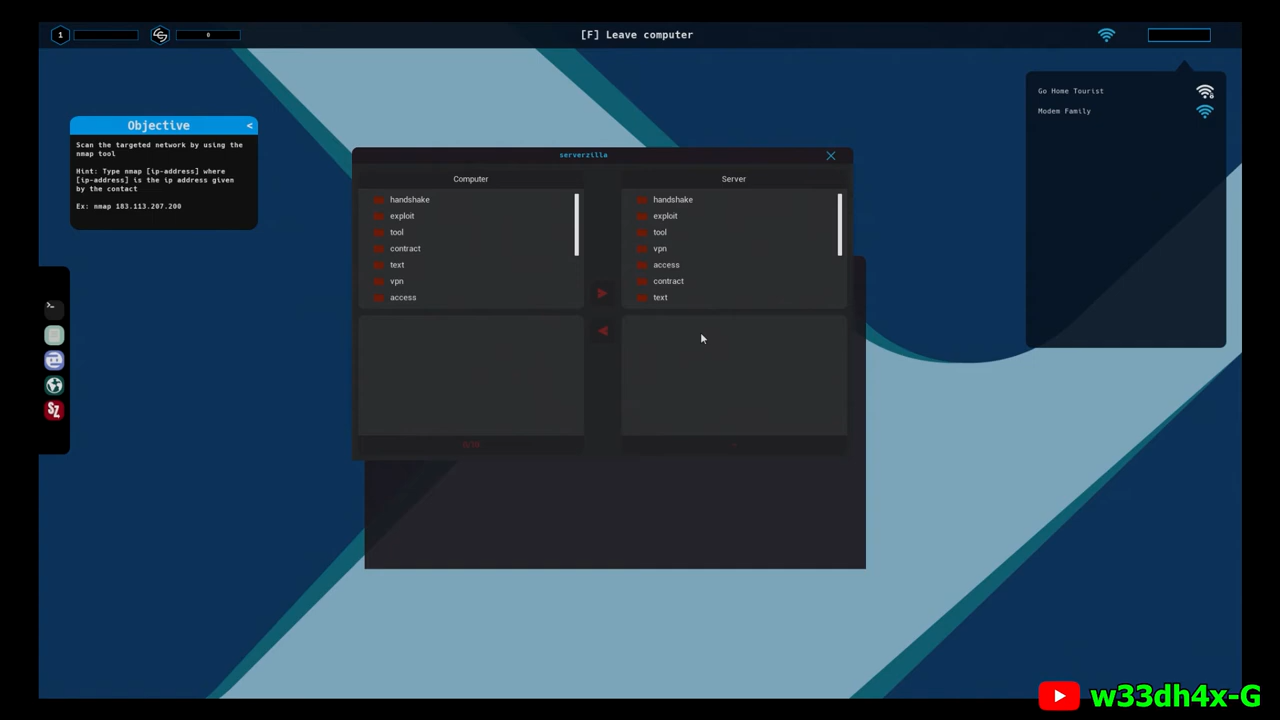 1
0
[F] Leave computer
Go Home Tourist
Modem Family
Objective <
Scan the targeted network by using the
nmap tool
Hint: Type nmap [ip-address] where
[ip-address] is the ip address given
by the contact
Ex: nmap 183.113.207.200
serverzilla
Computer
handshake
exploit
tool
contract
text
vpn
access
Server
handshake
exploit
tool
vpn
access
contract
text
SZ
w33dh4x-G